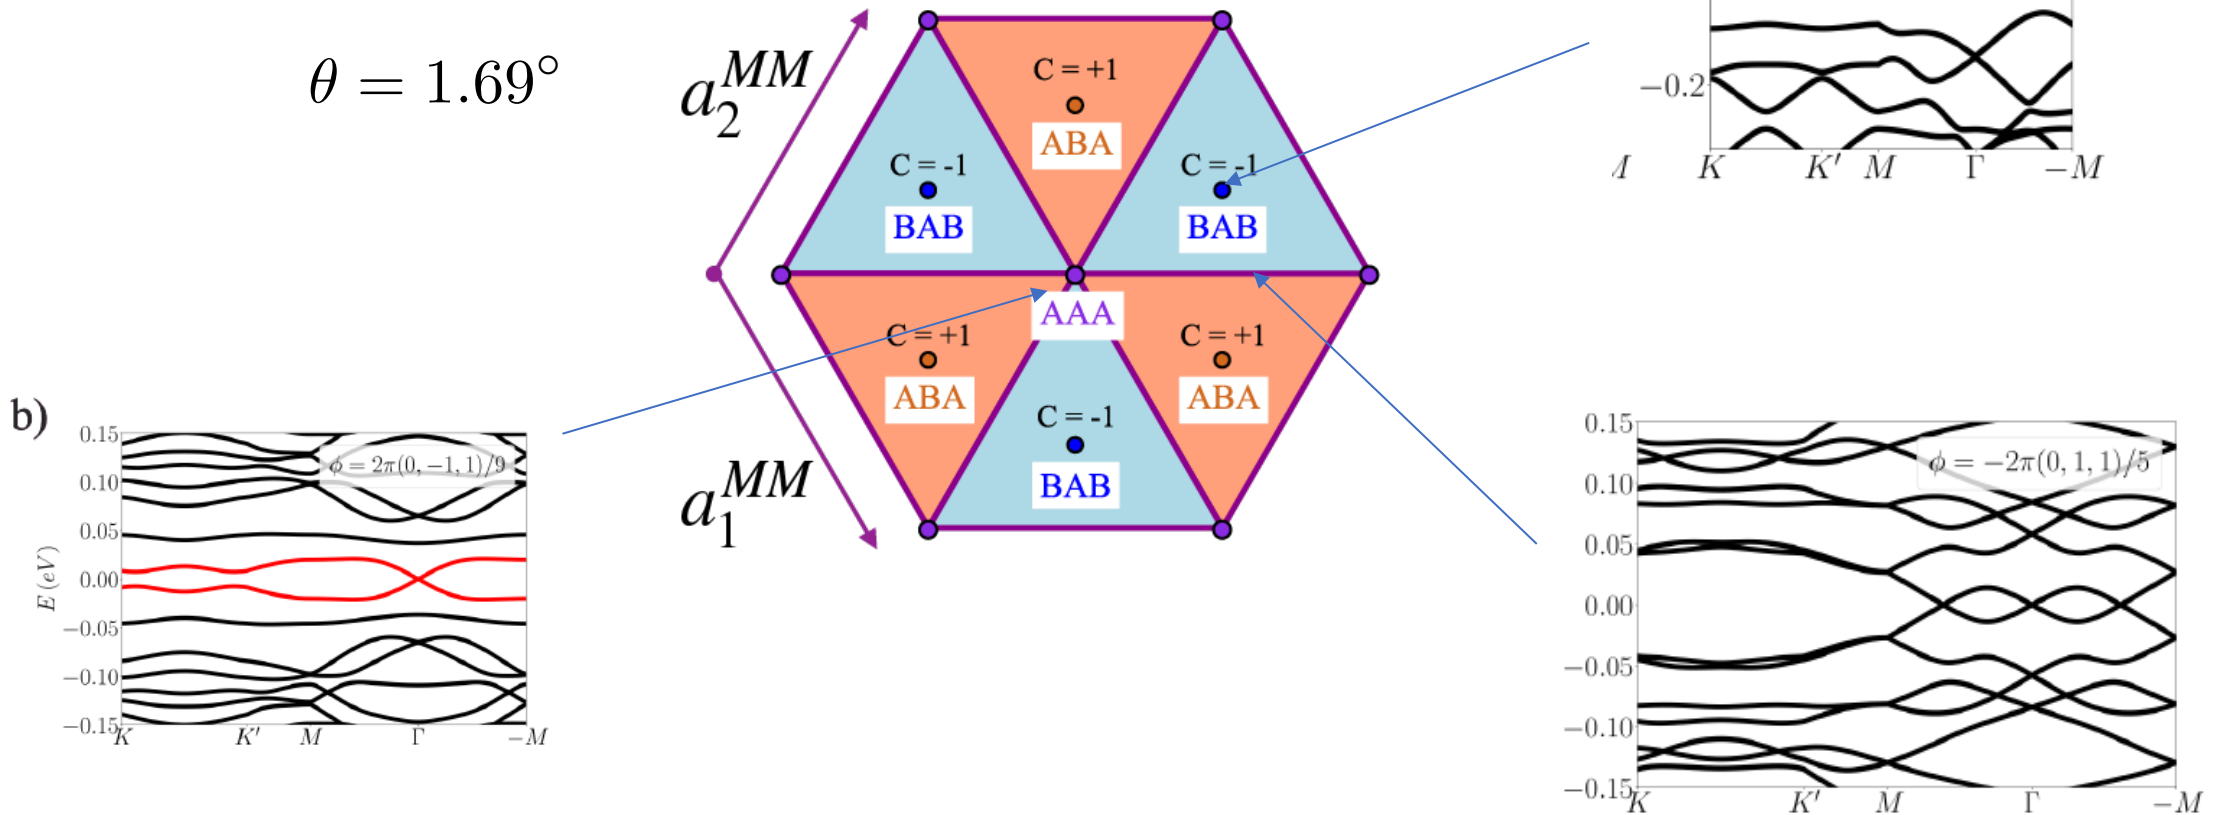 θ = 1.69°
a₂^{MM}
a₁^{MM}
C = +1
ABA
C = -1
BAB
C = -1
BAB
AAA
C = +1
ABA
C = +1
ABA
C = -1
BAB
−0.2
K K′ M Γ −M
b)
E (eV)
0.15
0.10
0.05
0.00
−0.05
−0.10
−0.15
ϕ = 2π(0, −1, 1)/9
K K′ M Γ −M
0.15
0.10
0.05
0.00
−0.05
−0.10
−0.15
ϕ = −2π(0, 1, 1)/5
K K′ M Γ −M